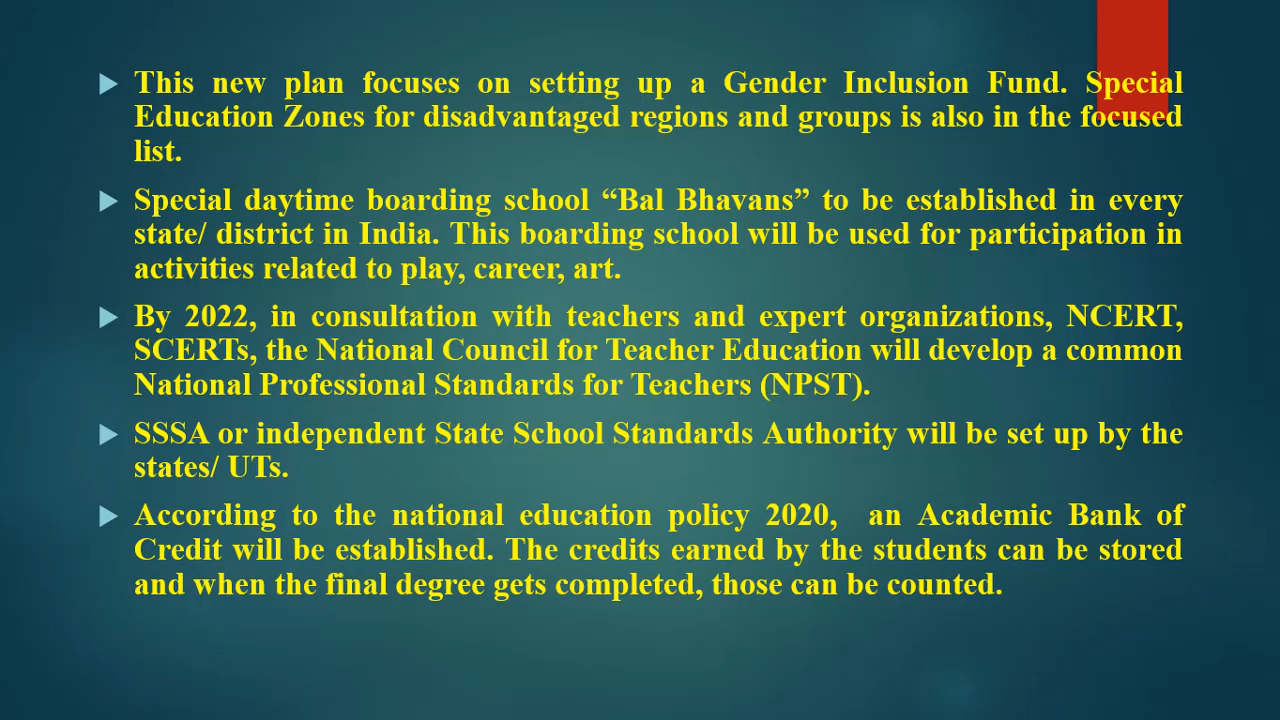 This new plan focuses on setting up a Gender Inclusion Fund. Special
Education Zones for disadvantaged regions and groups is also in the focused
list.
Special daytime boarding school “Bal Bhavans” to be established in every
state/ district in India. This boarding school will be used for participation in
activities related to play, career, art.
By 2022, in consultation with teachers and expert organizations, NCERT,
SCERTs, the National Council for Teacher Education will develop a common
National Professional Standards for Teachers (NPST).
SSSA or independent State School Standards Authority will be set up by the
states/ UTs.
According to the national education policy 2020,  an Academic Bank of
Credit will be established. The credits earned by the students can be stored
and when the final degree gets completed, those can be counted.